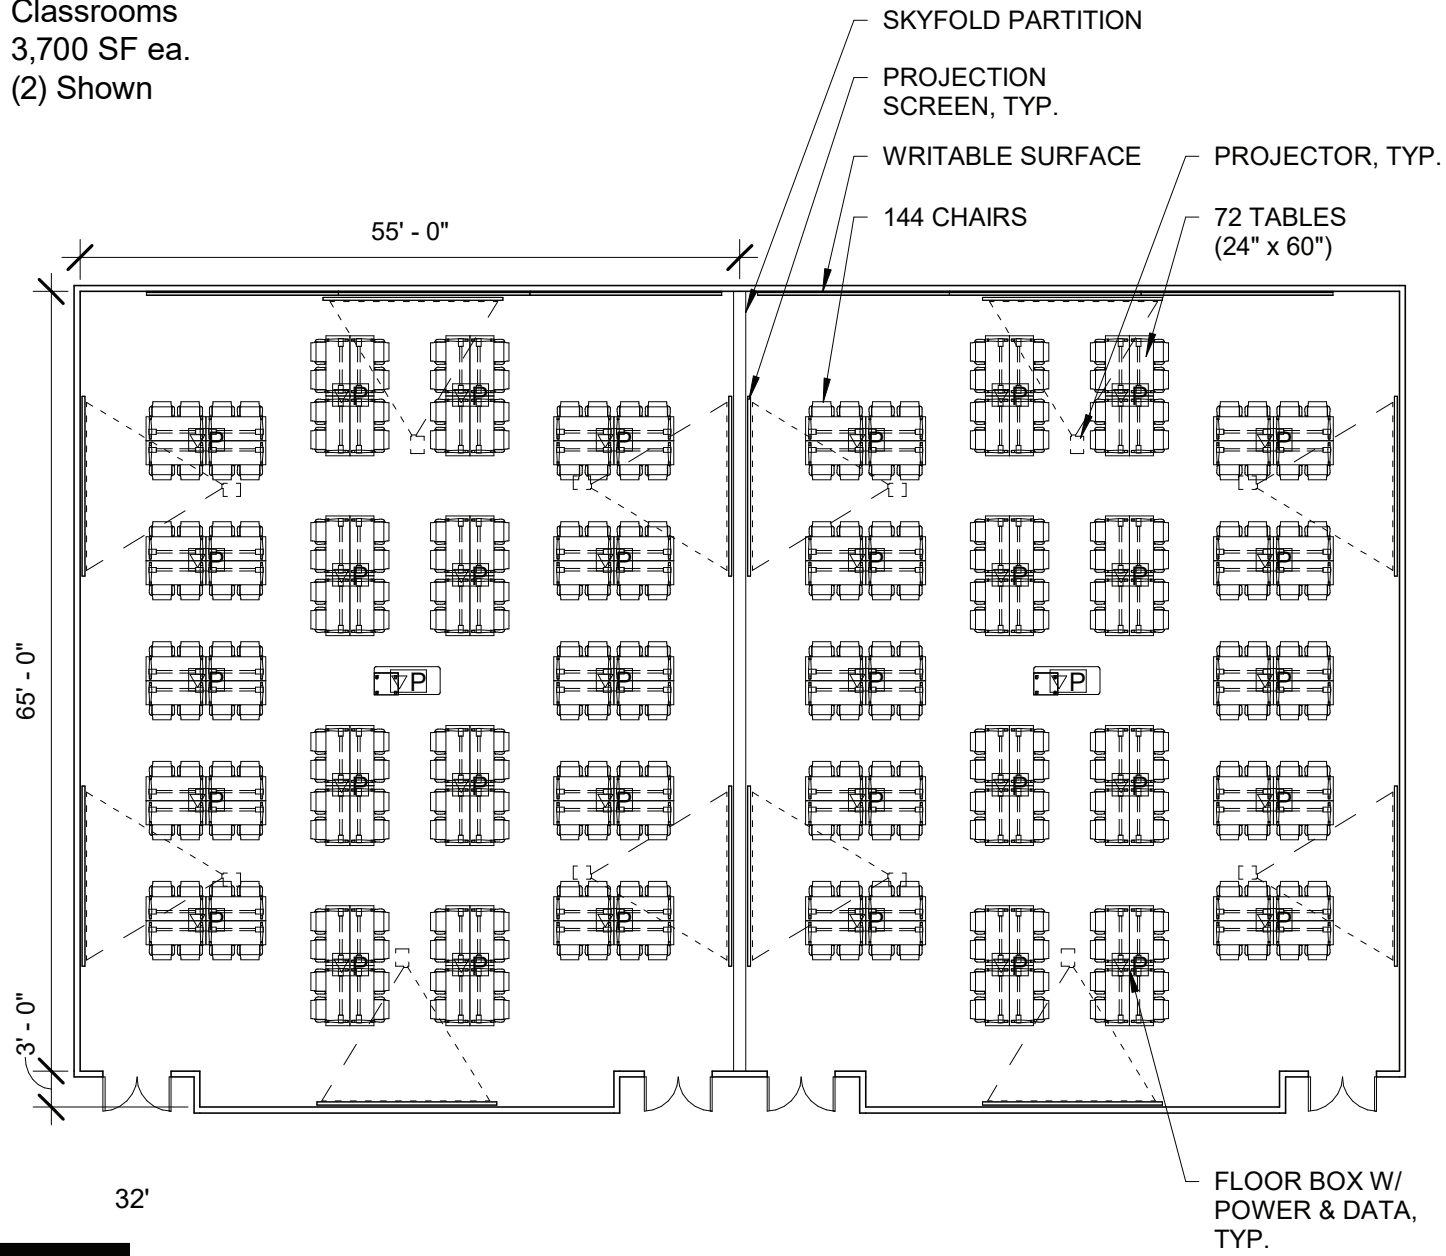 Classrooms
3,700 SF ea.
(2) Shown
SKYFOLD PARTITION
PROJECTION
SCREEN, TYP.
WRITABLE SURFACE
PROJECTOR, TYP.
144 CHAIRS
72 TABLES
(24" x 60")
55' - 0"
P P P P
P P P P
P P P P
P P P P
P P P P
65' - 0"
P P P P
P P
P P P P
P P P P
P P P P
P P P P
3' - 0"
32'
FLOOR BOX W/
POWER & DATA,
TYP.